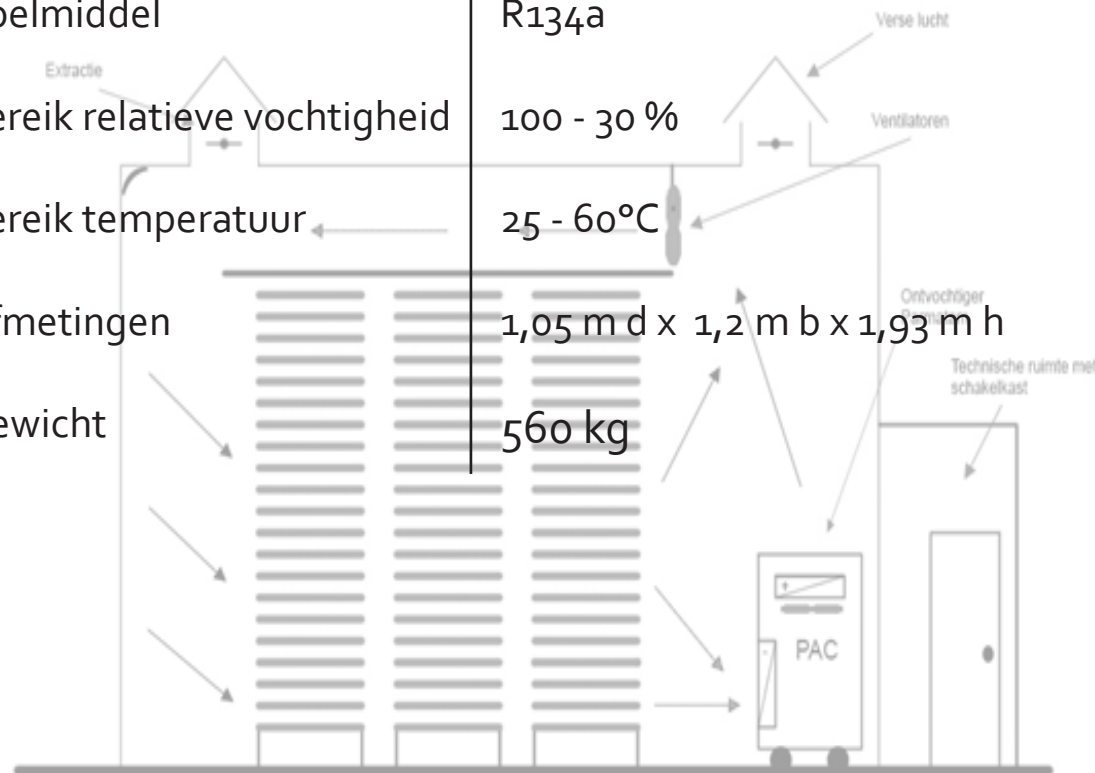 oelmiddel R134a
ereik relatieve vochtigheid 100 - 30 %
ereik temperatuur 25 - 60°C
fmetingen 1,05 m d x 1,2 m b x 1,93 m h
ewicht 560 kg
Extractie
Verse lucht
Ventilatoren
Ontvochtiger
Technische ruimte met
schakelkast
PAC